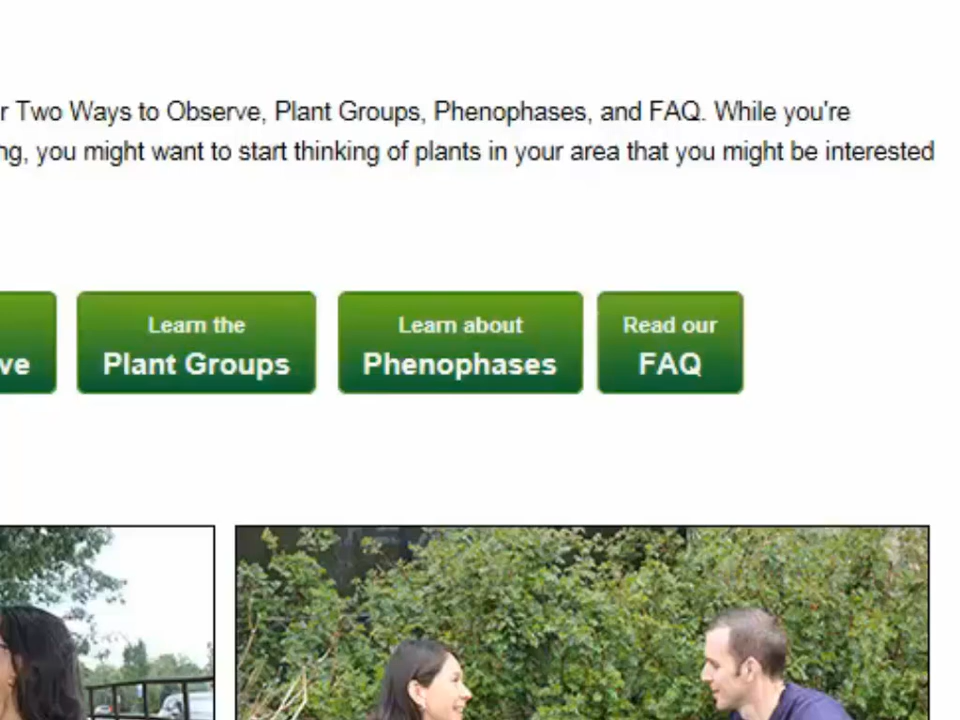 r Two Ways to Observe, Plant Groups, Phenophases, and FAQ. While you're
ng, you might want to start thinking of plants in your area that you might be interested
ve
Learn the
Plant Groups
Learn about
Phenophases
Read our
FAQ